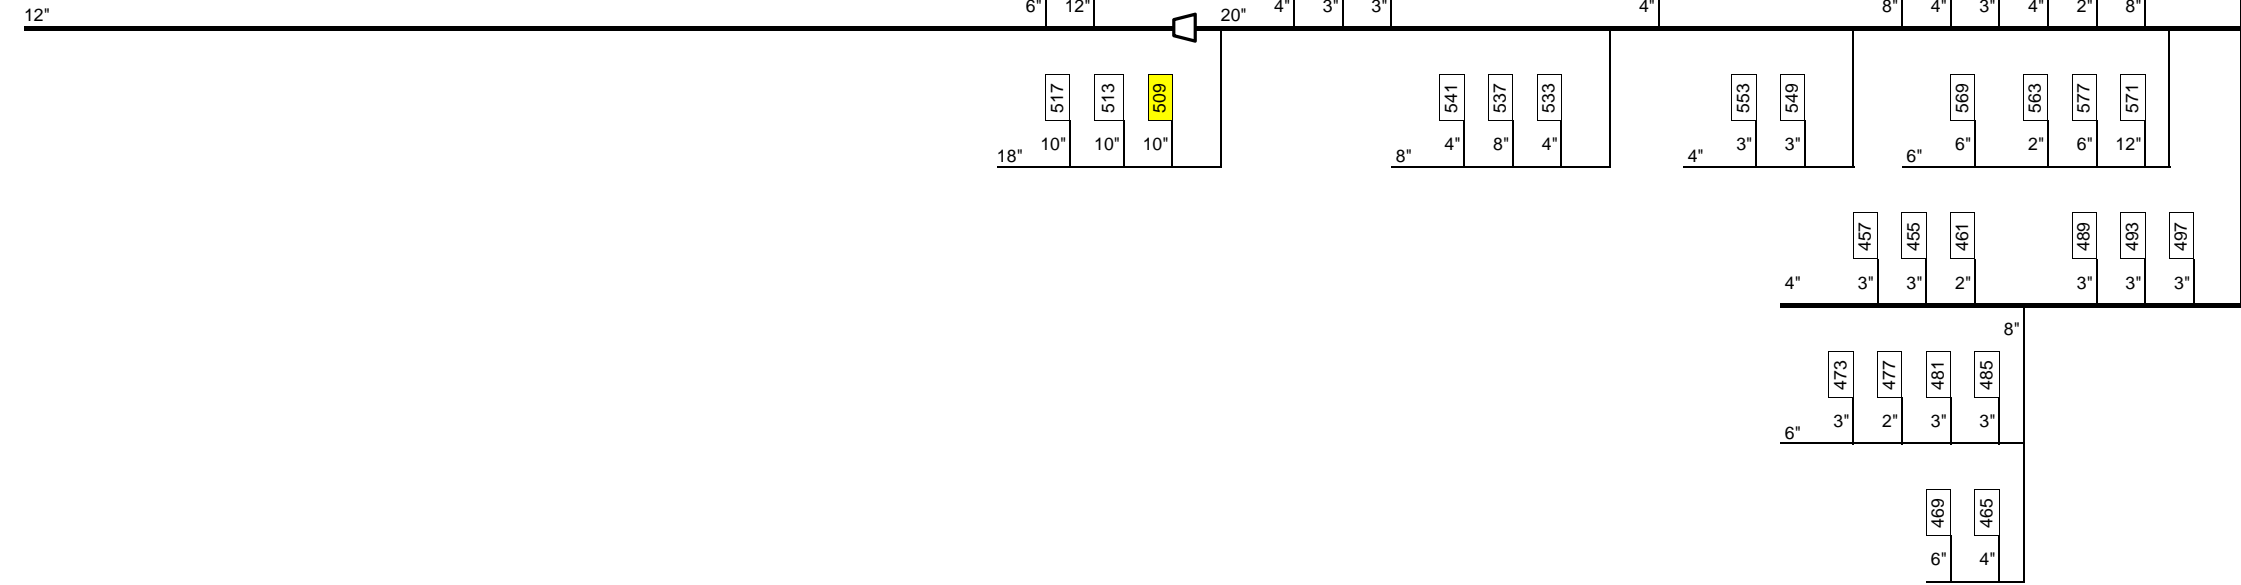 12" 6" 12" 20" 4" 3" 3" 4" 8" 4" 3" 4" 2" 8"
517 513 509 541 537 533 553 549 569 563 577 571
18" 10" 10" 10" 8" 4" 8" 4" 4" 3" 3" 6" 6" 2" 6" 12"
457 455 461 489 493 497
4" 3" 3" 2" 3" 3" 3"
8"
473 477 481 485
6" 3" 2" 3" 3"
469 465
6" 4"